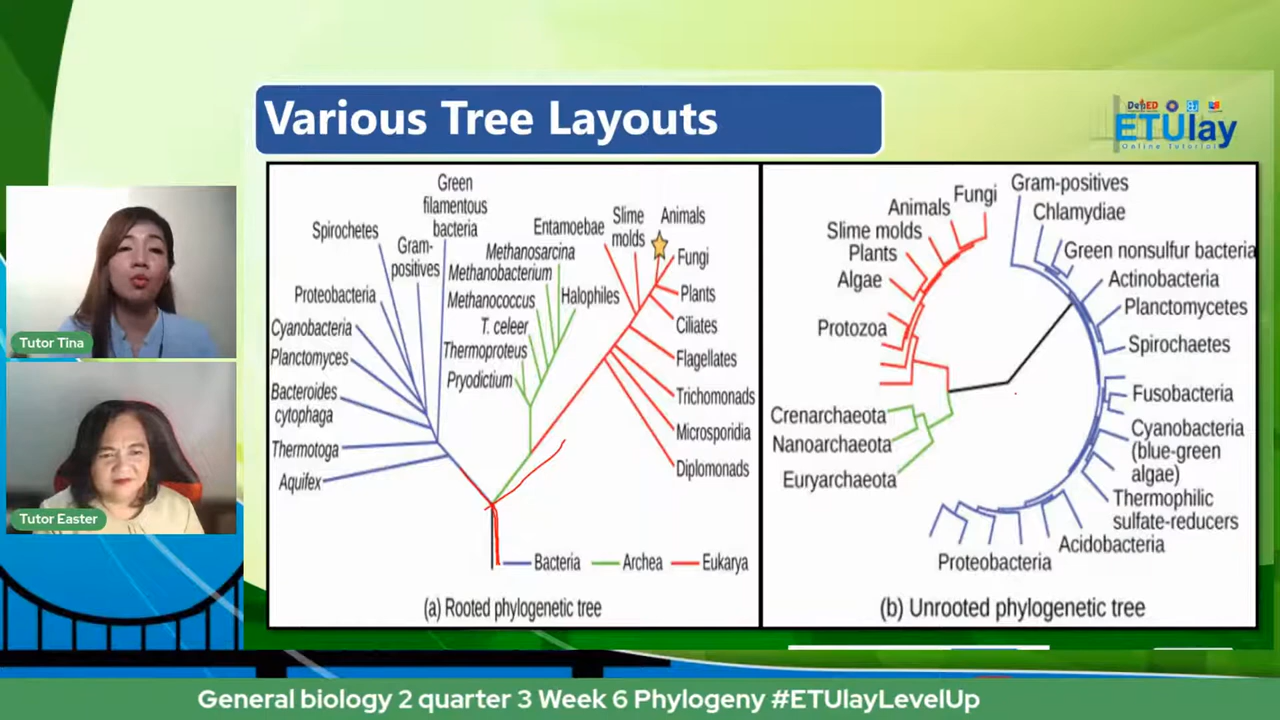 Various Tree Layouts
DepED
ETUlay
Online Tutorial
Tutor Tina
Tutor Easter
Spirochetes
Gram-
positives
Green
filamentous
bacteria
Proteobacteria
Cyanobacteria
Planctomyces
Bacteroides
cytophaga
Thermotoga
Aquifex
Entamoebae
Slime
molds
Animals
Methanosarcina
Methanobacterium
Methanococcus
Halophiles
T. celeer
Thermoproteus
Pryodictium
Fungi
Plants
Ciliates
Flagellates
Trichomonads
Microsporidia
Diplomonads
Bacteria
Archea
Eukarya
(a) Rooted phylogenetic tree
Fungi
Animals
Slime molds
Plants
Algae
Protozoa
Crenarchaeota
Nanoarchaeota
Euryarchaeota
Gram-positives
Chlamydiae
Green nonsulfur bacteria
Actinobacteria
Planctomycetes
Spirochaetes
Fusobacteria
Cyanobacteria
(blue-green
algae)
Thermophilic
sulfate-reducers
Acidobacteria
Proteobacteria
(b) Unrooted phylogenetic tree
General biology 2 quarter 3 Week 6 Phylogeny #ETUlayLevelUp